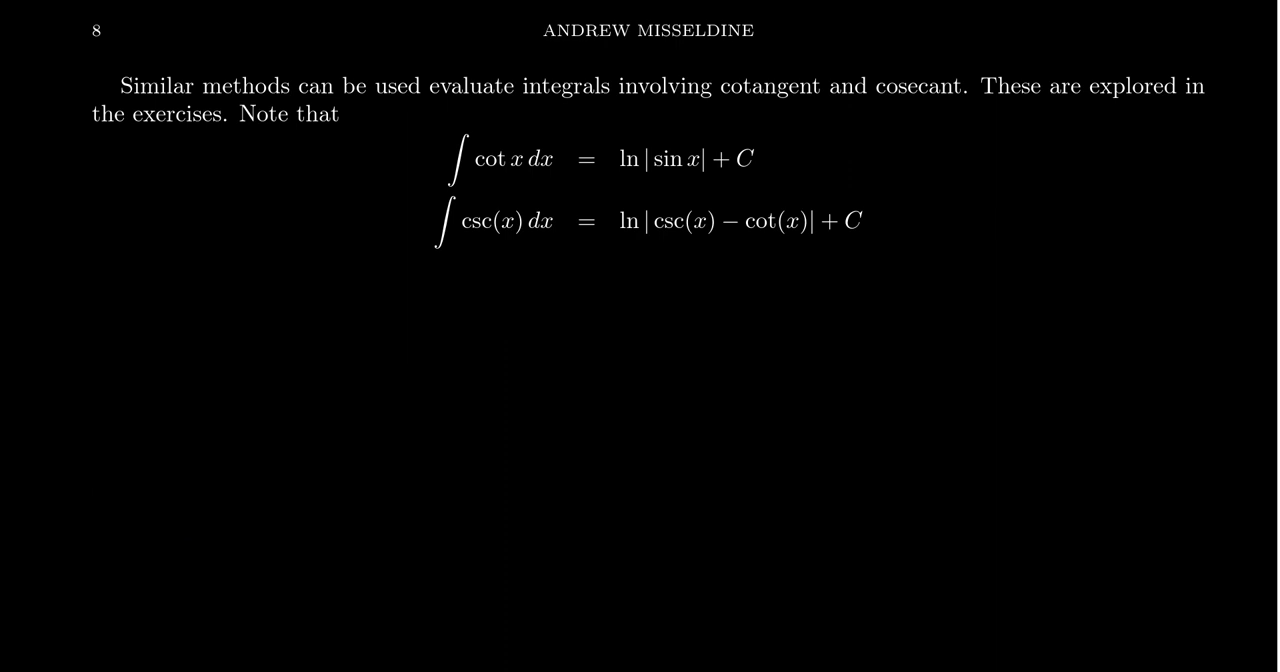 8 ANDREW MISSELDINE
Similar methods can be used evaluate integrals involving cotangent and cosecant. These are explored in
the exercises. Note that
∫ cot x dx = ln | sin x| + C
∫ csc(x) dx = ln | csc(x) − cot(x)| + C